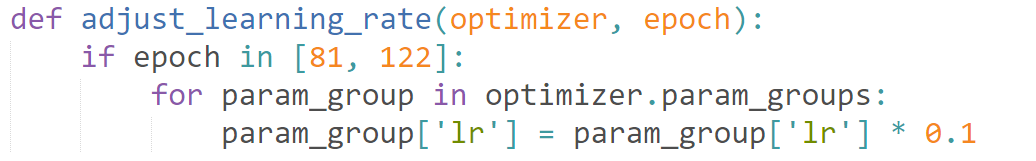 def adjust_learning_rate(optimizer, epoch):
    if epoch in [81, 122]:
        for param_group in optimizer.param_groups:
            param_group['lr'] = param_group['lr'] * 0.1